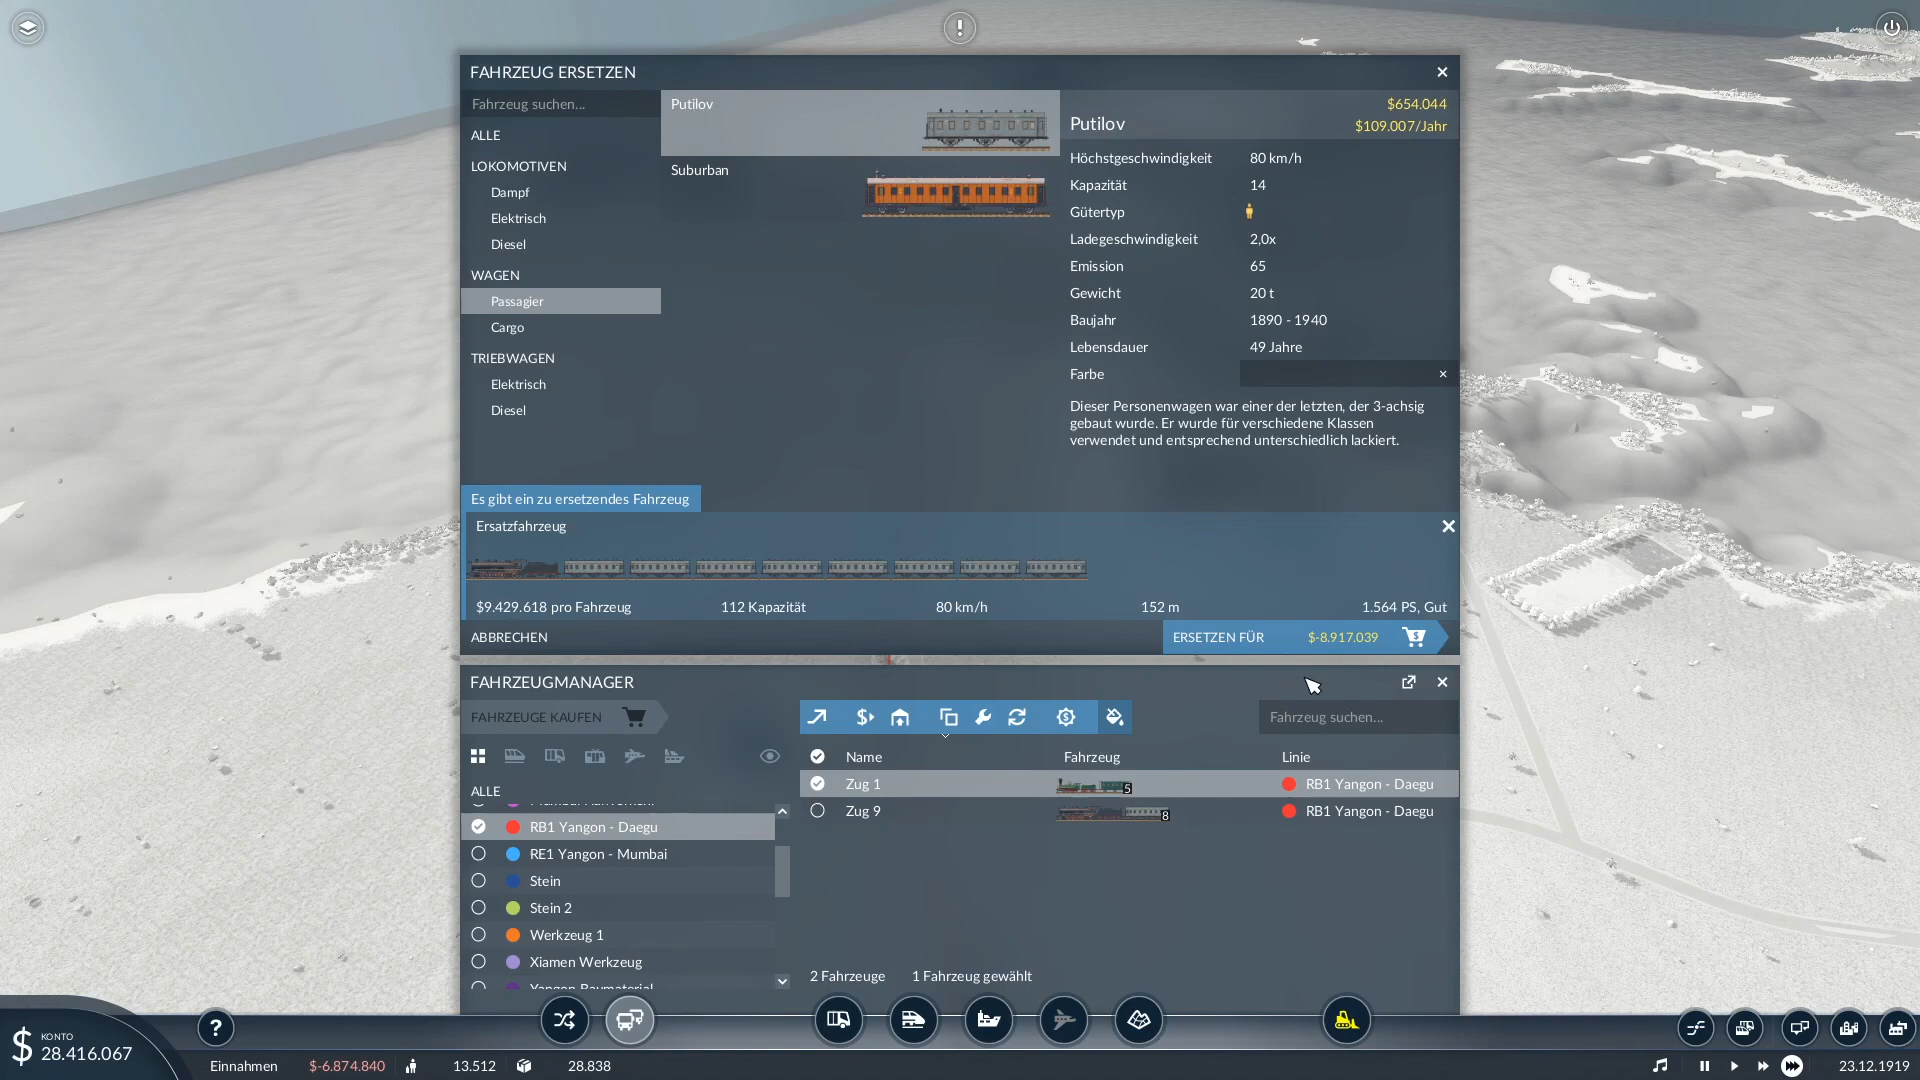 FAHRZEUG ERSETZEN
Fahrzeug suchen...
ALLE
LOKOMOTIVEN
Dampf
Elektrisch
Diesel
WAGEN
Passagier
Cargo
TRIEBWAGEN
Elektrisch
Diesel
Putilov
Suburban
$654.044
Putilov
$109.007/Jahr
Höchstgeschwindigkeit 80 km/h
Kapazität 14
Gütertyp
Ladegeschwindigkeit 2,0x
Emission 65
Gewicht 20 t
Baujahr 1890 - 1940
Lebensdauer 49 Jahre
Farbe
Dieser Personenwagen war einer der letzten, der 3-achsig
gebaut wurde. Er wurde für verschiedene Klassen
verwendet und entsprechend unterschiedlich lackiert.
Es gibt ein zu ersetzendes Fahrzeug
Ersatzfahrzeug
$9.429.618 pro Fahrzeug 112 Kapazität 80 km/h 152 m 1.564 PS, Gut
ABBRECHEN
ERSETZEN FÜR $-8.917.039
FAHRZEUGMANAGER
FAHRZEUGE KAUFEN
Fahrzeug suchen...
ALLE
RB1 Yangon - Daegu
RE1 Yangon - Mumbai
Stein
Stein 2
Werkzeug 1
Xiamen Werkzeug
Yangon Baumaterial
Name Fahrzeug Linie
Zug 1 5 RB1 Yangon - Daegu
Zug 9 8 RB1 Yangon - Daegu
2 Fahrzeuge 1 Fahrzeug gewählt
KONTO
28.416.067
Einnahmen $-6.874.840 13.512 28.838
23.12.1919